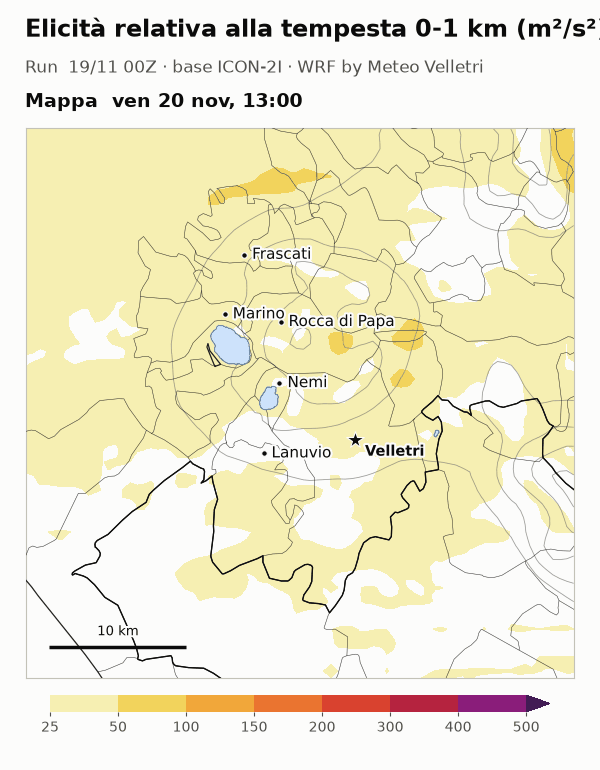 Elicità relativa alla tempesta 0-1 km (m²/s²)
Run 19/11 00Z · base ICON-2I · WRF by Meteo Velletri
Mappa ven 20 nov, 13:00
Frascati
Marino
Rocca di Papa
Nemi
Velletri
Lanuvio
10 km
25 50 100 150 200 300 400 500